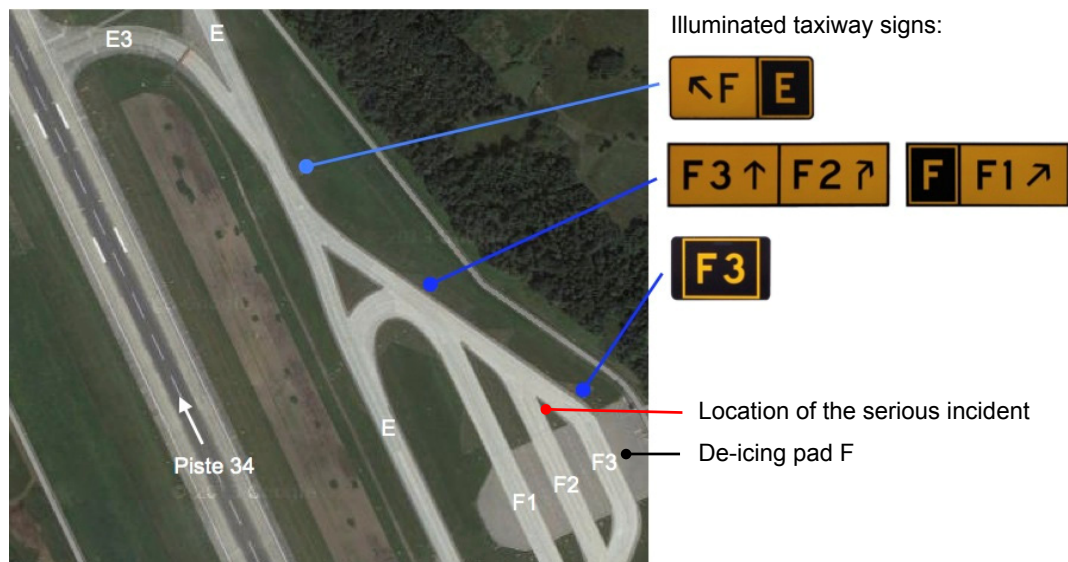 Illuminated taxiway signs:
E3
E
↖F E
F3↑ F2↱ F F1↗
F3
Location of the serious incident
De-icing pad F
Piste 34
E
F1
F2
F3